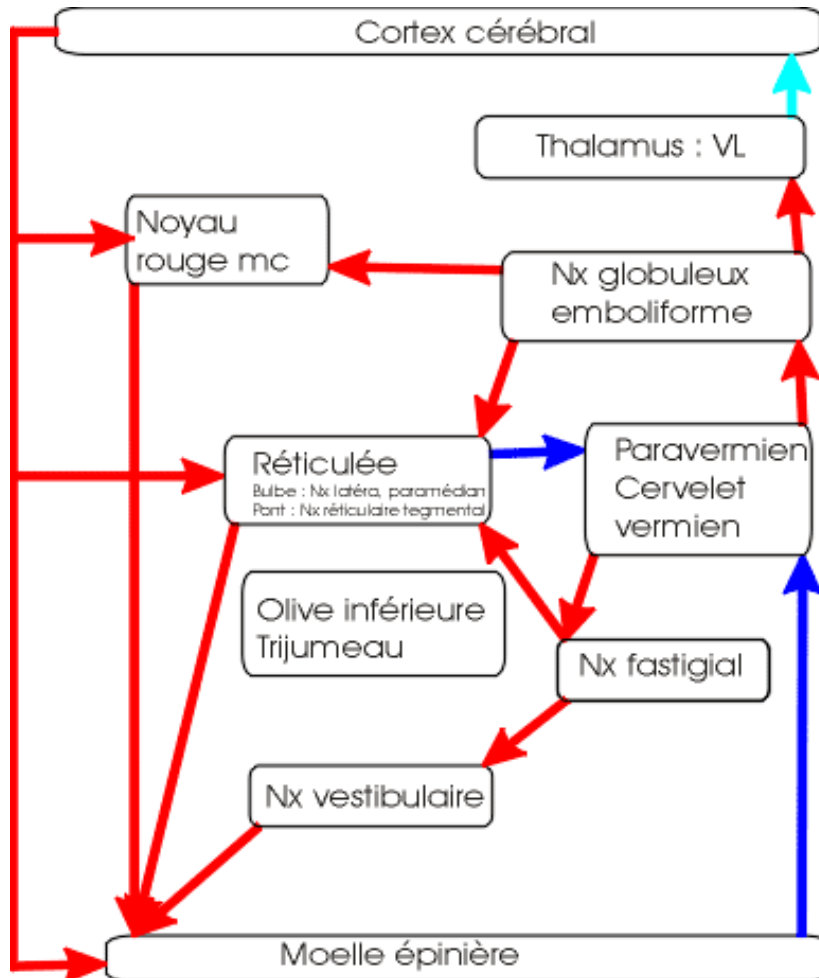 Cortex cérébral
Thalamus : VL
Noyau
rouge mc
Nx globuleux
emboliforme
Réticulée
Bulbe : Nx latéra, paramédian
Pont : Nx réticulaire tegmental
Paravermien
Cervelet
vermien
Olive inférieure
Trijumeau
Nx fastigial
Nx vestibulaire
Moelle épinière